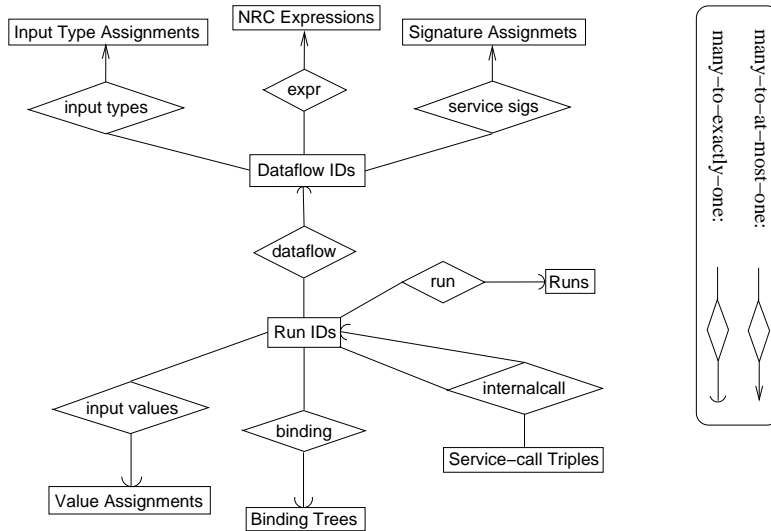 NRC Expressions
Input Type Assignments
Signature Assignmets
input types
expr
service sigs
Dataflow IDs
dataflow
run
Runs
Run IDs
input values
binding
internalcall
Service−call Triples
Value Assignments
Binding Trees
many−to−at−most−one:
many−to−exactly−one: